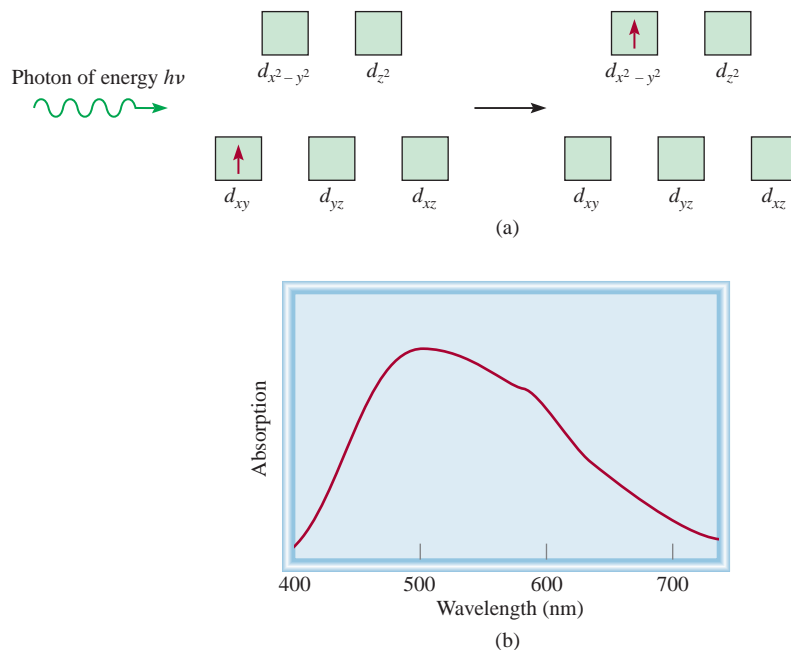 Photon of energy hν
d_{x² – y²} d_{z²} d_{x² – y²} d_{z²}
d_{xy} d_{yz} d_{xz} d_{xy} d_{yz} d_{xz}
(a)
Absorption
400 500 600 700
Wavelength (nm)
(b)